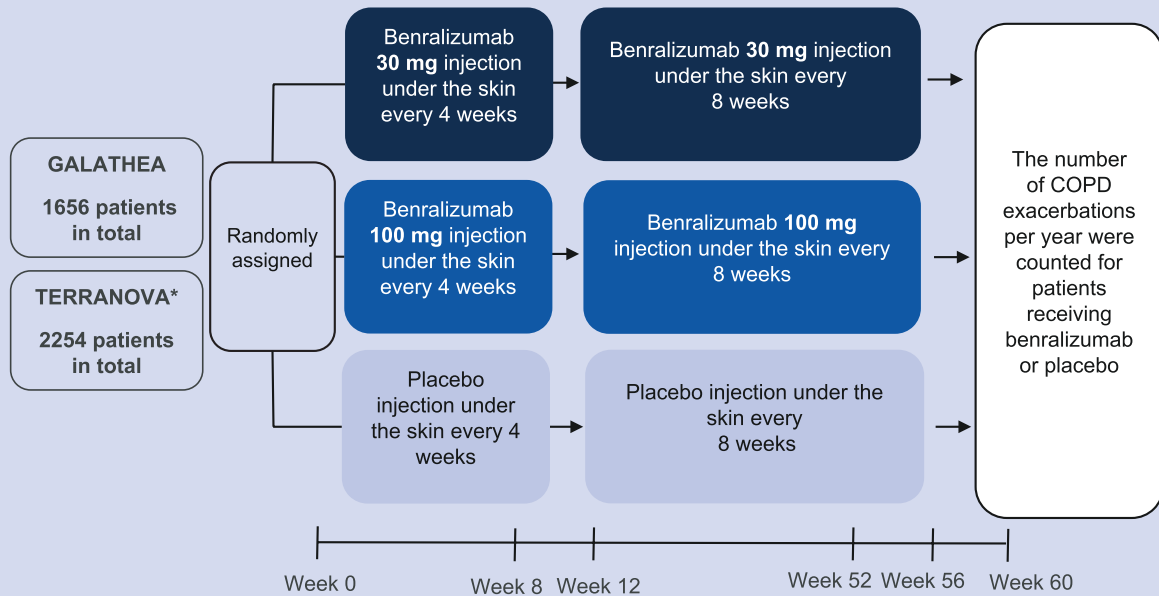 GALATHEA
1656 patients
in total
TERRANOVA*
2254 patients
in total
Randomly
assigned
Benralizumab
30 mg injection
under the skin
every 4 weeks
Benralizumab 30 mg injection
under the skin every
8 weeks
Benralizumab
100 mg injection
under the skin
every 4 weeks
Benralizumab 100 mg
injection under the skin every
8 weeks
Placebo
injection under
the skin every 4
weeks
Placebo injection under the
skin every
8 weeks
The number
of COPD
exacerbations
per year were
counted for
patients
receiving
benralizumab
or placebo
Week 0
Week 8
Week 12
Week 52
Week 56
Week 60